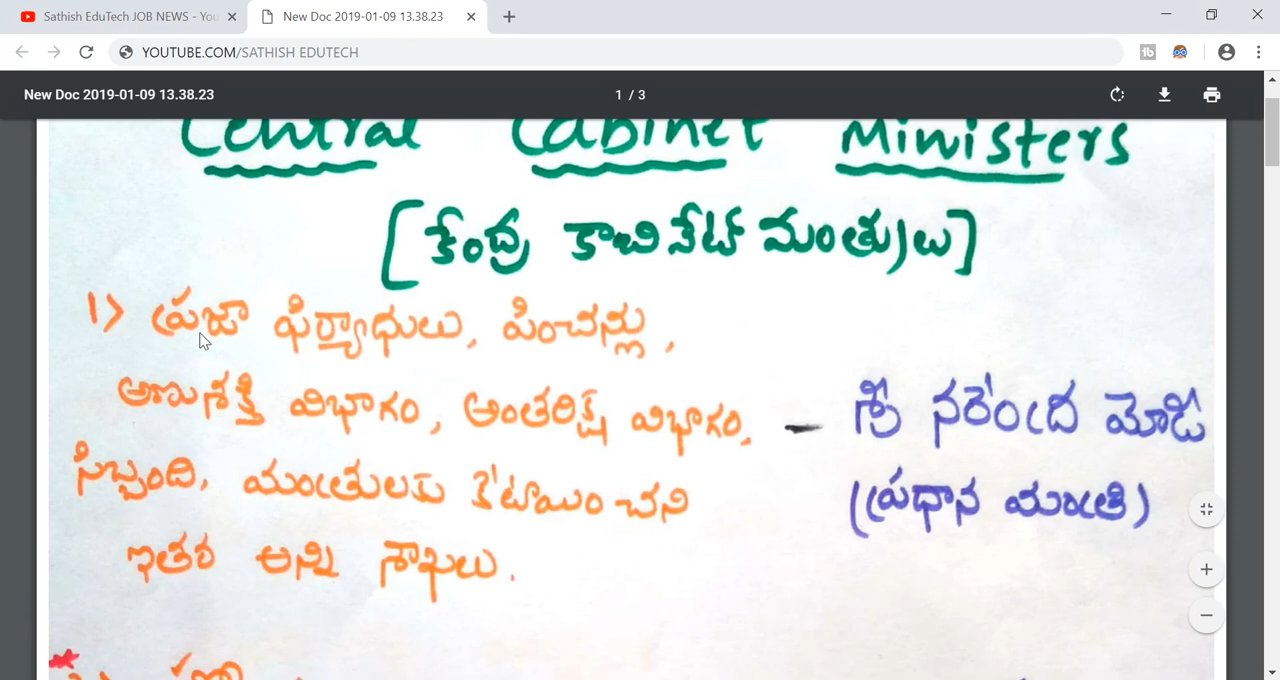 Sathish EduTech JOB NEWS - You
New Doc 2019-01-09 13.38.23
YOUTUBE.COM/SATHISH EDUTECH
New Doc 2019-01-09 13.38.23
1 / 3
Central Cabinet Ministers
[కేంద్ర కాబినేట్ మంత్రులు]
1) ప్రజా ఫిర్యాధులు, పింఛన్లు,
అణుశక్తి విభాగం, అంతరిక్ష విభాగం, - శ్రీ నరేంద్ర మోడి
సిబ్బంది, మంత్రులకు కేటాయించని (ప్రధాన మంత్రి)
ఇతర అన్ని శాఖలు.